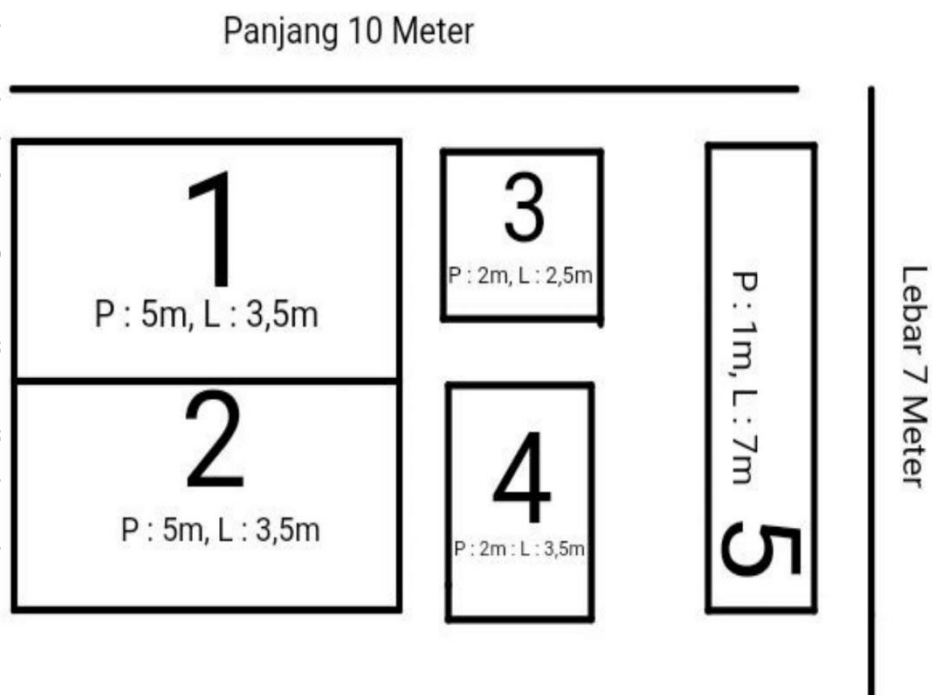 Panjang 10 Meter
1
P : 5m, L : 3,5m
2
P : 5m, L : 3,5m
3
P : 2m, L : 2,5m
4
P : 2m : L : 3,5m
P : 1m, L : 7m
5
Lebar 7 Meter